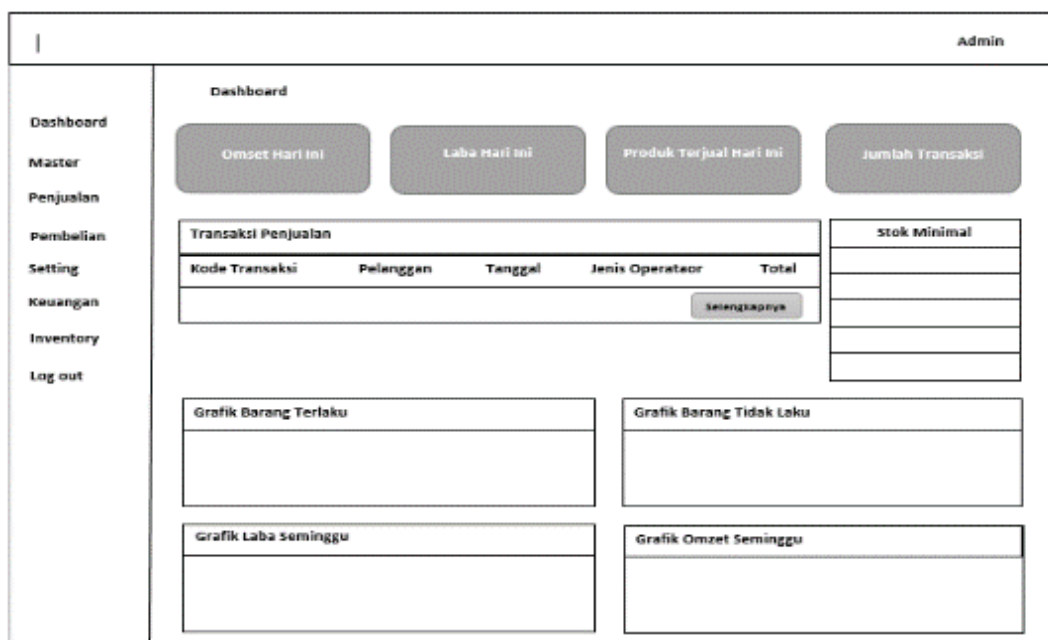 Admin
Dashboard
Dashboard
Master
Penjualan
Pembelian
Setting
Keuangan
Inventory
Log out
Omset Hari Ini
Laba Hari Ini
Produk Terjual Hari Ini
Jumlah Transaksi
Transaksi Penjualan
Kode Transaksi Pelanggan Tanggal Jenis Operataor Total
Selengkapnya
Stok Minimal
Grafik Barang Terlaku
Grafik Barang Tidak Laku
Grafik Laba Seminggu
Grafik Omzet Seminggu